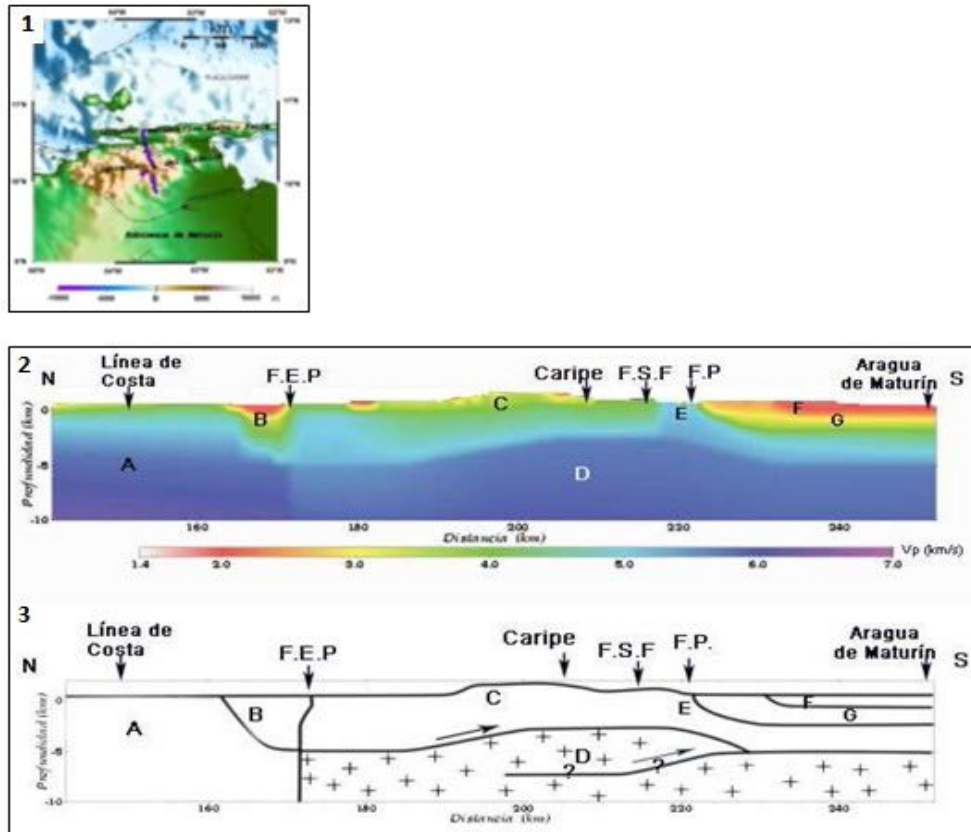 1
km
2
N
Línea de
Costa
F.E.P
Caripe
F.S.F
F.P
Aragua
de Maturín
S
0
-5
-10
Profundidad (km)
A
B
C
D
E
F
G
160
180
200
220
240
Distancia (km)
1.4
2.0
3.0
4.0
5.0
6.0
7.0
Vp (km/s)
3
N
Línea de
Costa
F.E.P
Caripe
F.S.F
F.P.
Aragua
de Maturín
S
0
-5
-10
Profundidad (km)
A
B
C
D
E
F
G
?
?
160
180
200
220
240
Distancia (km)